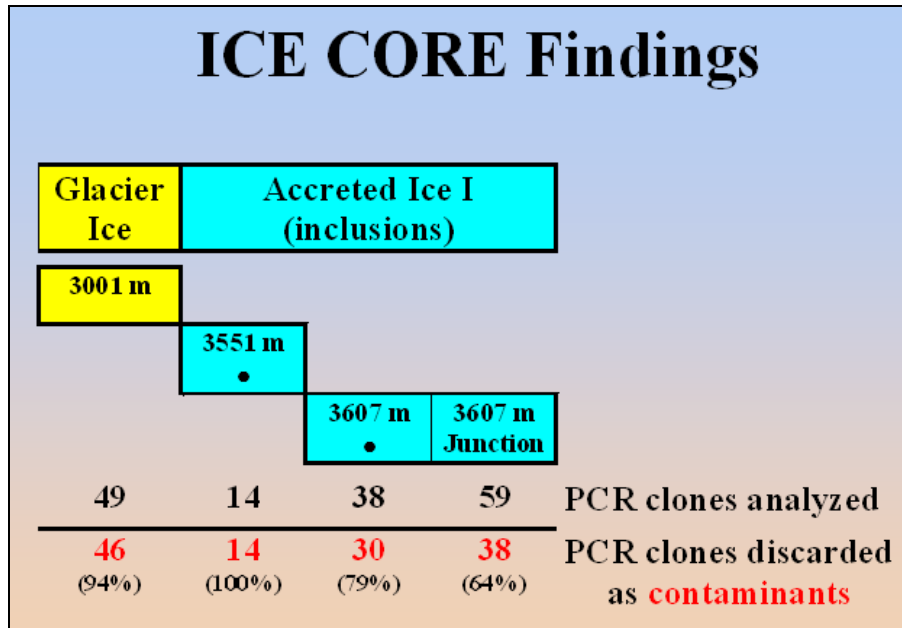 ICE CORE Findings
Glacier
Ice
Accreted Ice I
(inclusions)
3001 m
3551 m
•
3607 m
•
3607 m
Junction
49 14 38 59 PCR clones analyzed
46 14 30 38 PCR clones discarded
(94%) (100%) (79%) (64%) as contaminants